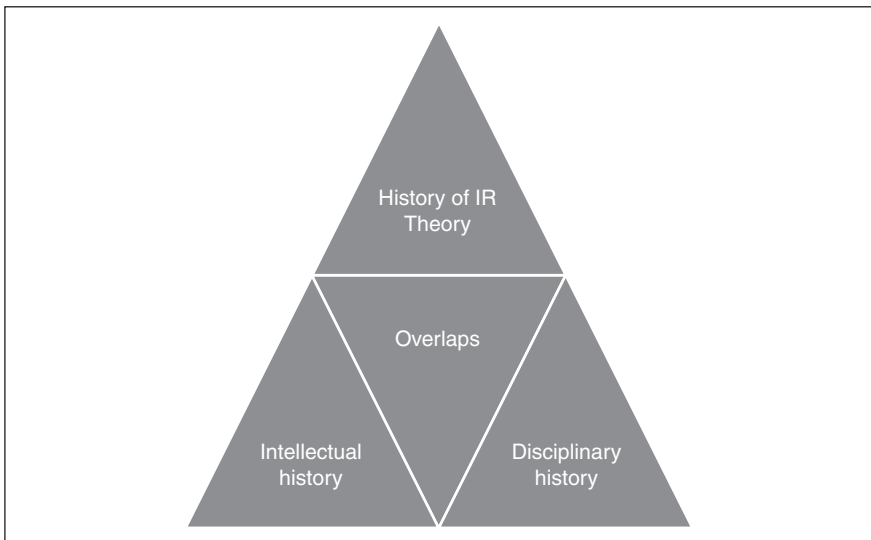 History of IR
Theory
Overlaps
Intellectual
history
Disciplinary
history